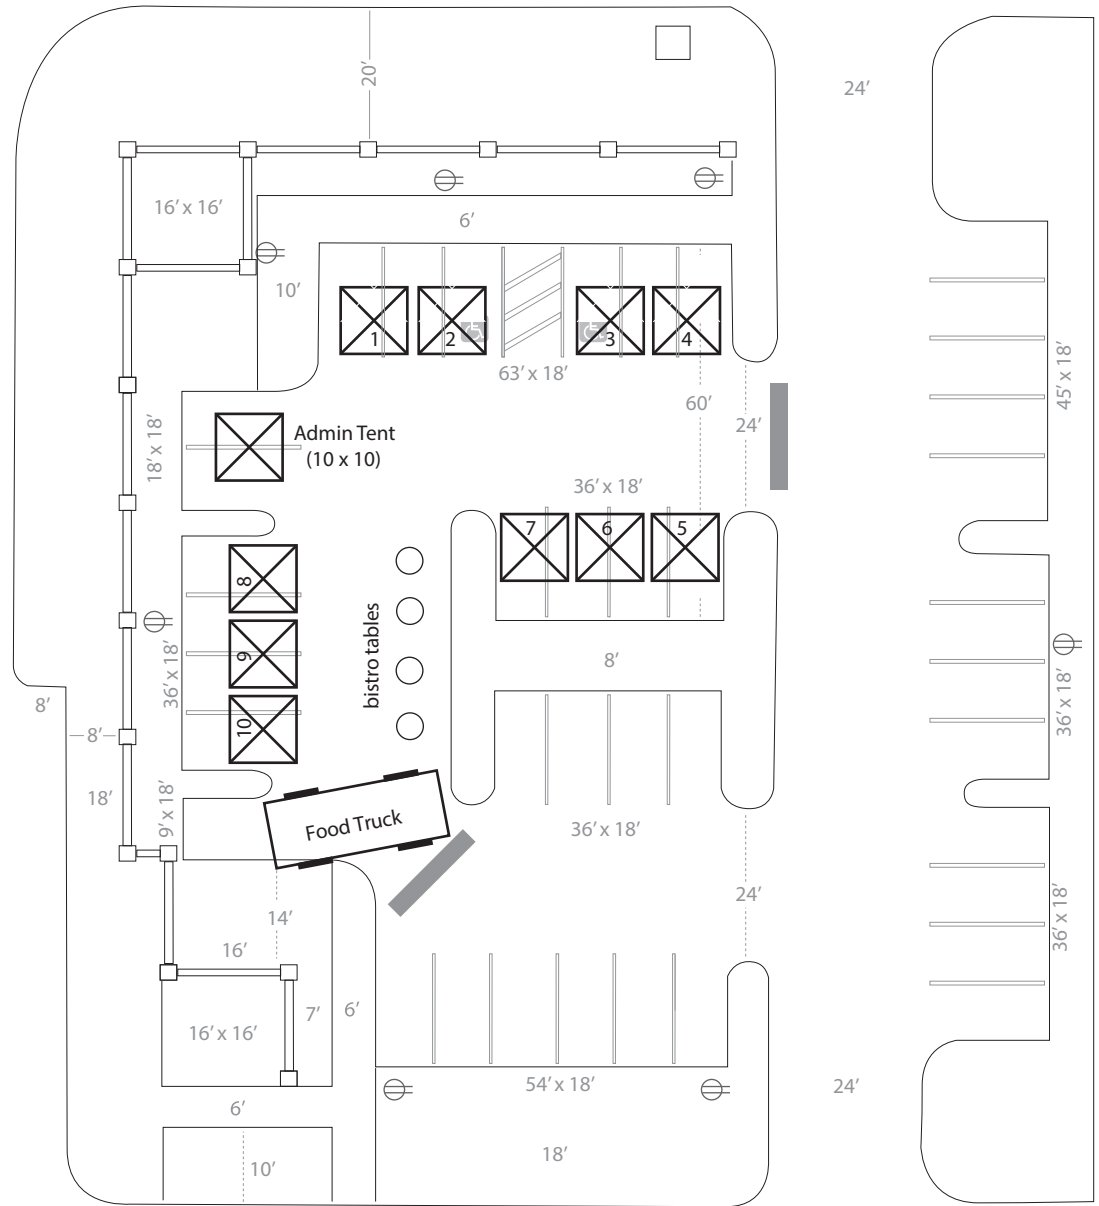 20’
24’
16’ x 16’
6’
10’
1
2
3
4
63’ x 18’
45’ x 18’
60’
24’
18’ x 18’
Admin Tent
(10 x 10)
36’ x 18’
7
6
5
8
9
10
36’ x 18’
bistro tables
8’
36’ x 18’
8’
8’
18’
9’ x 18’
Food Truck
36’ x 18’
24’
36’ x 18’
14’
16’
16’ x 16’
7’
6’
54’ x 18’
24’
6’
10’
18’